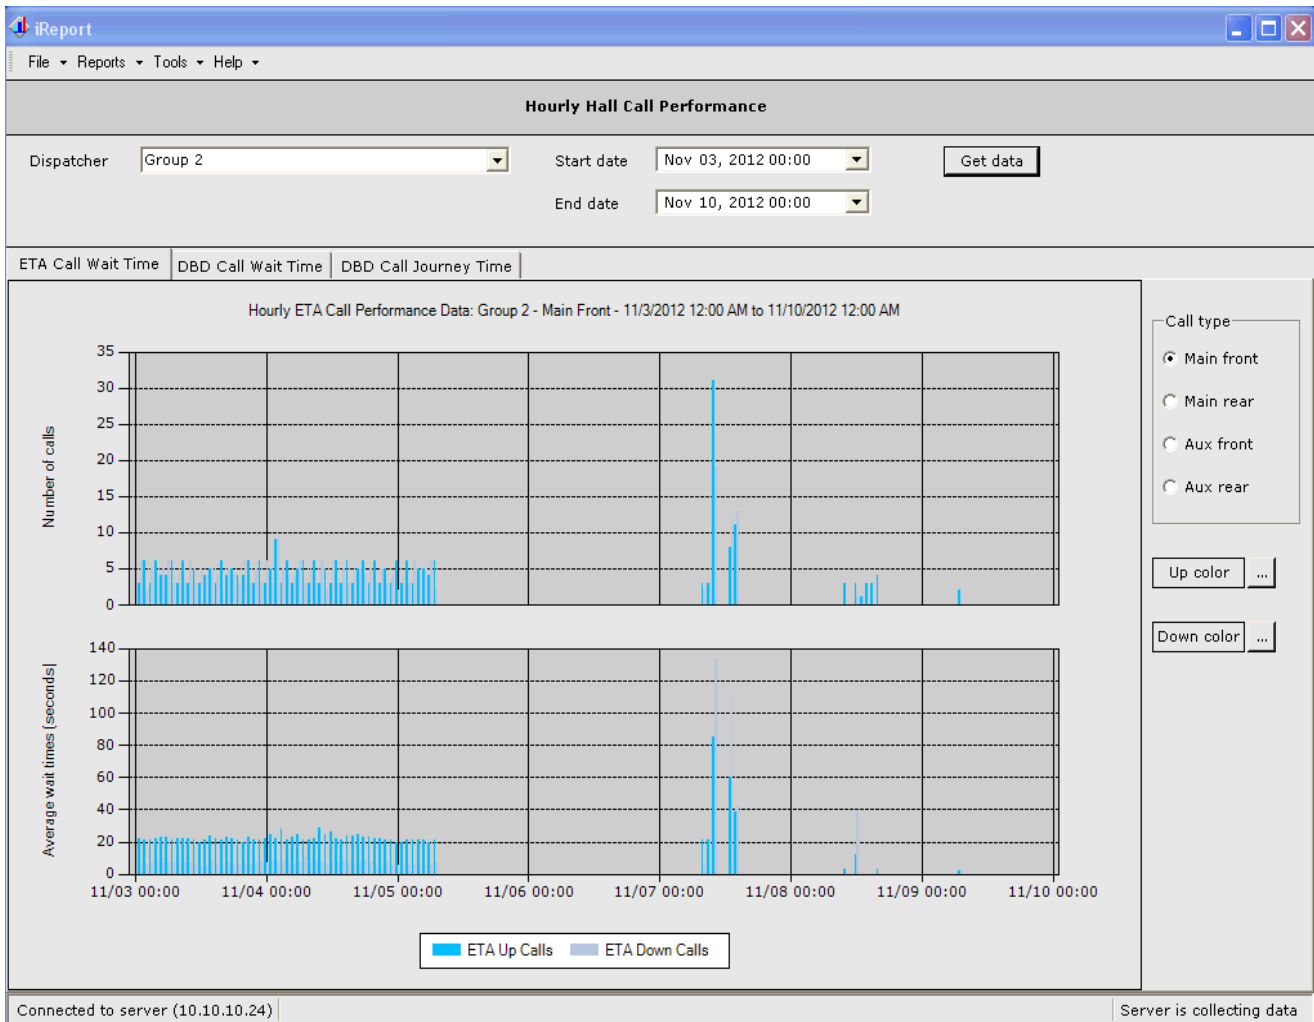 iReport
File Reports Tools Help
Hourly Hall Call Performance
Dispatcher Group 2 Start date Nov 03, 2012 00:00 Get data
End date Nov 10, 2012 00:00
ETA Call Wait Time DBD Call Wait Time DBD Call Journey Time
Hourly ETA Call Performance Data: Group 2 - Main Front - 11/3/2012 12:00 AM to 11/10/2012 12:00 AM
Number of calls
35
30
25
20
15
10
5
0
Average wait times (seconds)
140
120
100
80
60
40
20
0
11/03 00:00 11/04 00:00 11/05 00:00 11/06 00:00 11/07 00:00 11/08 00:00 11/09 00:00 11/10 00:00
ETA Up Calls ETA Down Calls
Call type
Main front
Main rear
Aux front
Aux rear
Up color ...
Down color ...
Connected to server (10.10.10.24) Server is collecting data